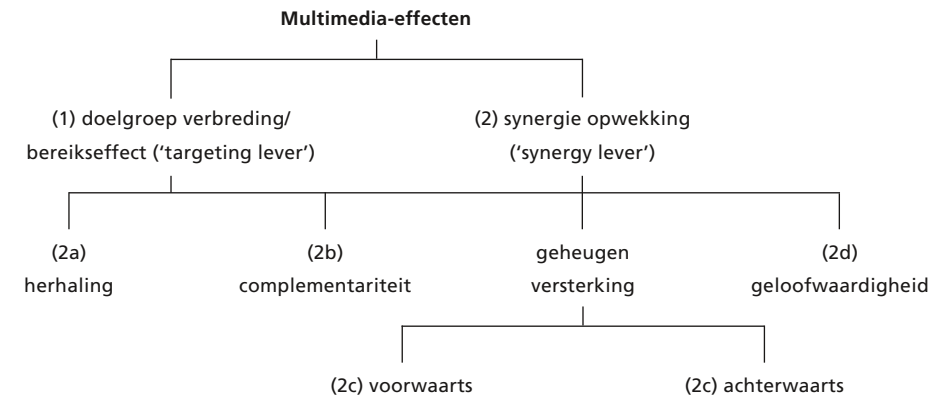 Multimedia-effecten
(1) doelgroep verbreding/
bereikseffect (‘targeting lever’)
(2) synergie opwekking
(‘synergy lever’)
(2a)
herhaling
(2b)
complementariteit
geheugen
versterking
(2d)
geloofwaardigheid
(2c) voorwaarts
(2c) achterwaarts